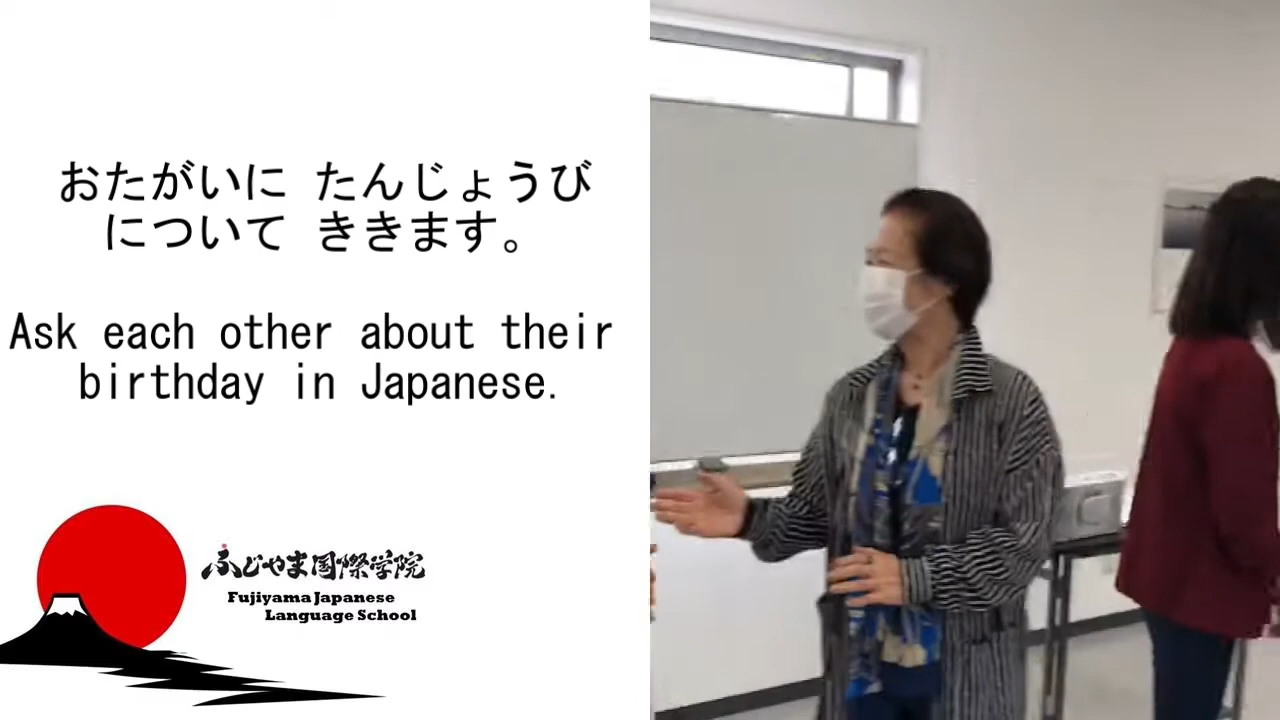 おたがいに たんじょうび
について ききます。
Ask each other about their
birthday in Japanese.
ふじやま国際学院
Fujiyama Japanese
Language School